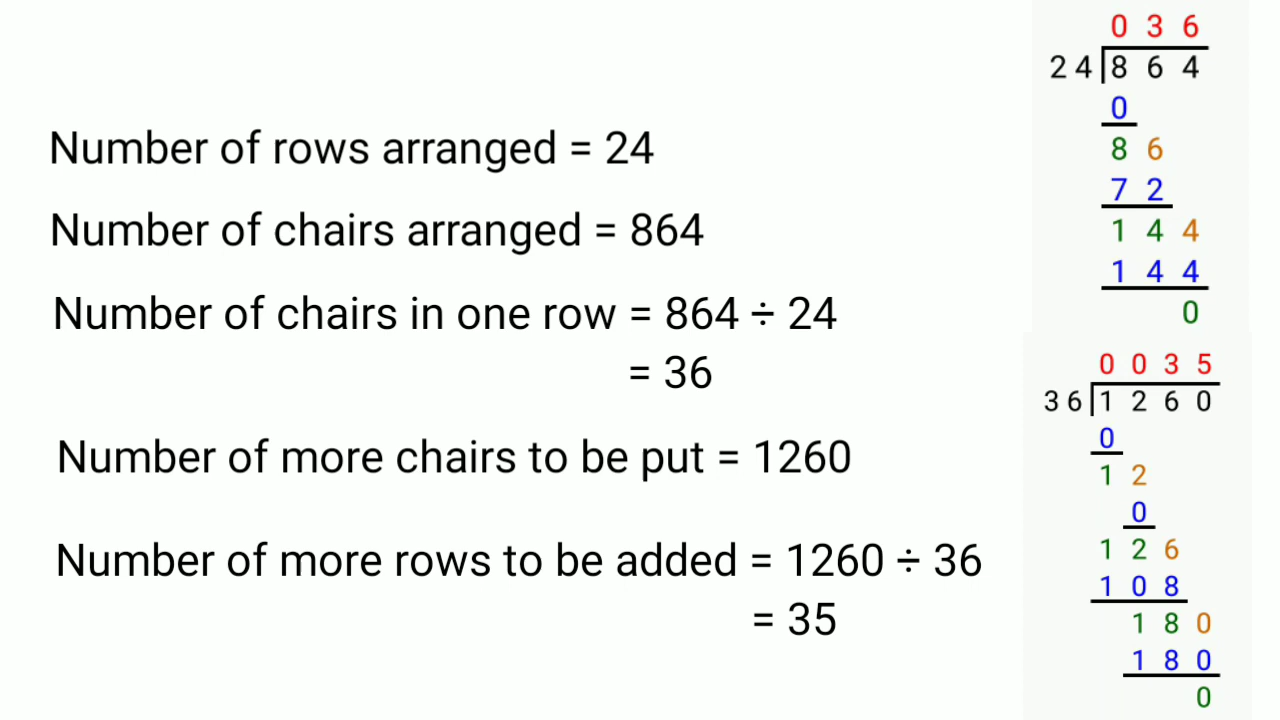 Number of rows arranged = 24
Number of chairs arranged = 864
Number of chairs in one row = 864 ÷ 24
= 36
Number of more chairs to be put = 1260
Number of more rows to be added = 1260 ÷ 36
= 35
0 3 6
2 4 8 6 4
0
8 6
7 2
1 4 4
1 4 4
0
0 0 3 5
3 6 1 2 6 0
0
1 2
0
1 2 6
1 0 8
1 8 0
1 8 0
0